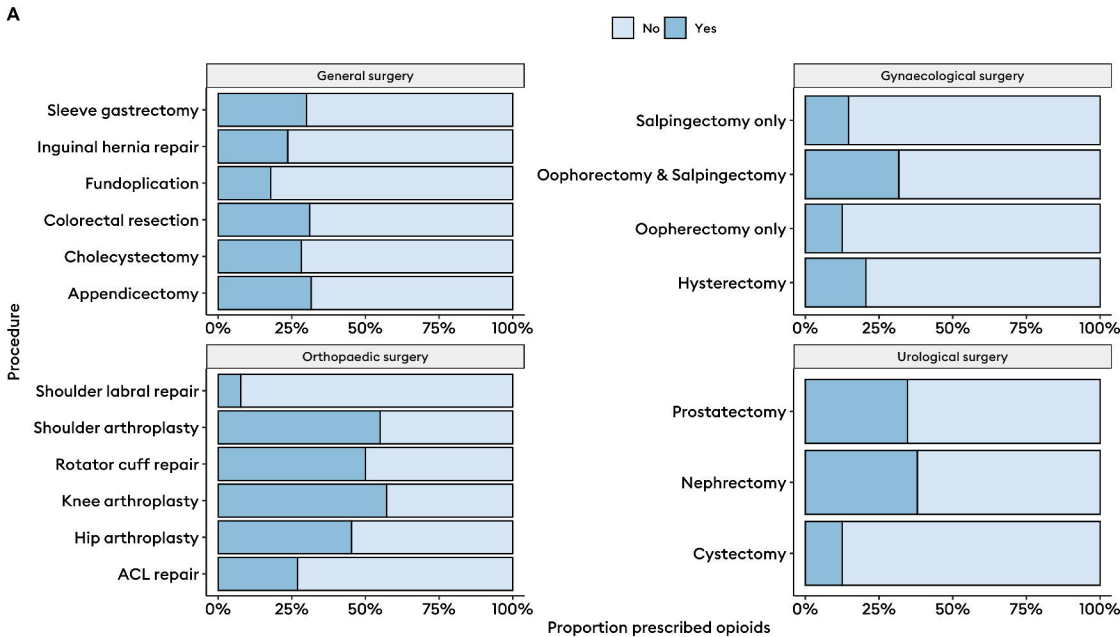 A
No Yes
General surgery
Sleeve gastrectomy
Inguinal hernia repair
Fundoplication
Colorectal resection
Cholecystectomy
Appendicectomy
0% 25% 50% 75% 100%
Gynaecological surgery
Salpingectomy only
Oophorectomy & Salpingectomy
Oopherectomy only
Hysterectomy
0% 25% 50% 75% 100%
Procedure
Orthopaedic surgery
Shoulder labral repair
Shoulder arthroplasty
Rotator cuff repair
Knee arthroplasty
Hip arthroplasty
ACL repair
0% 25% 50% 75% 100%
Urological surgery
Prostatectomy
Nephrectomy
Cystectomy
0% 25% 50% 75% 100%
Proportion prescribed opioids